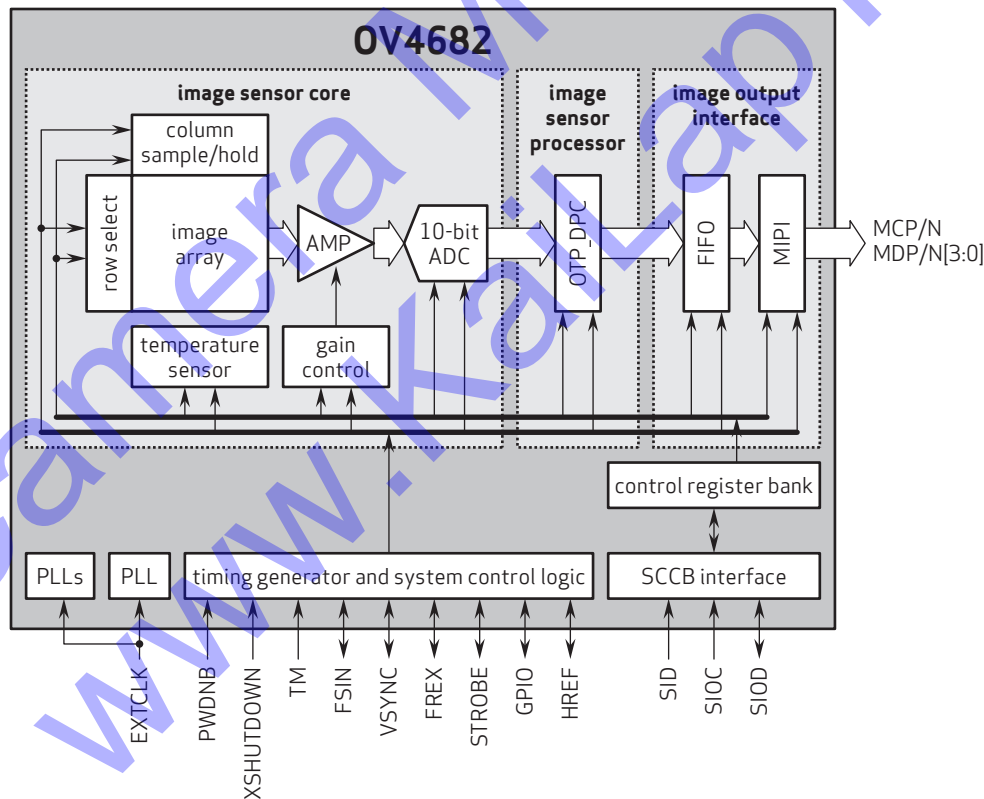 OV4682
image sensor core
image
sensor
processor
image output
interface
column
sample/hold
row select
image
array
AMP
10-bit
ADC
OTP_DPC
FIFO
MIPI
MCP/N
MDP/N[3:0]
temperature
sensor
gain
control
control register bank
PLLs
PLL
timing generator and system control logic
SCCB interface
EXTCLK
PWDNB
XSHUTDOWN
TM
FSIN
VSYNC
FREX
STROBE
GPIO
HREF
SID
SIOC
SIOD
Camera M
www.KaiLap